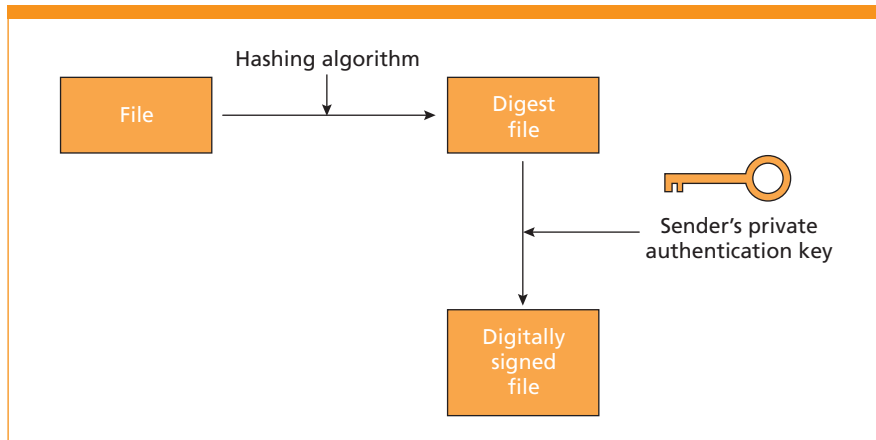 Hashing algorithm
File
Digest
file
Sender's private
authentication key
Digitally
signed
file